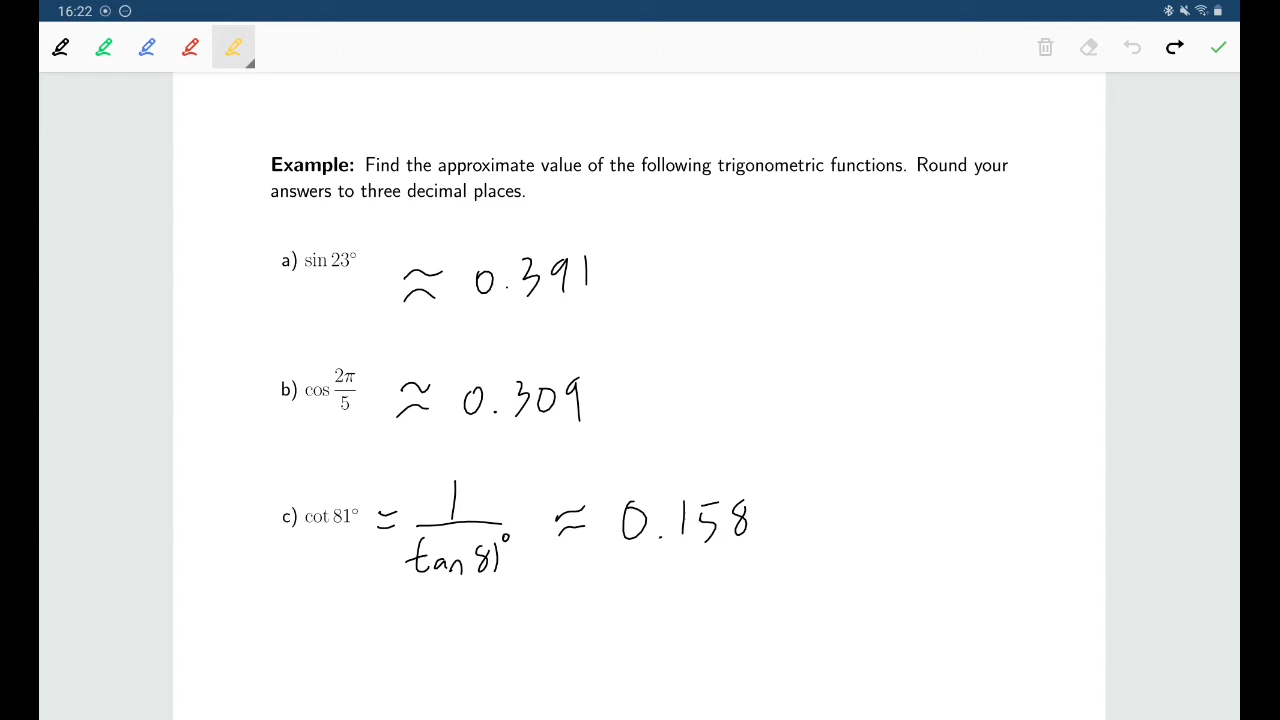 16:22
Example: Find the approximate value of the following trigonometric functions. Round your
answers to three decimal places.
a) sin 23° ≈ 0.391
b) cos 2π/5 ≈ 0.309
c) cot 81° = 1/tan 81° ≈ 0.158